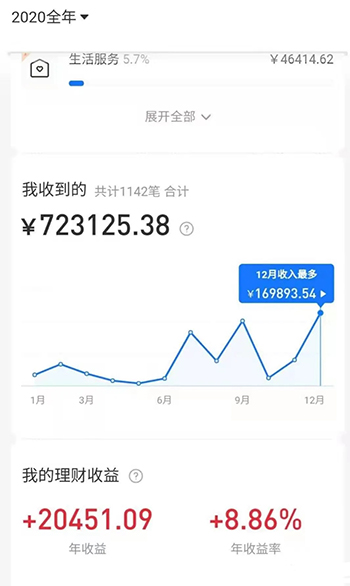 2020全年
生活服务 5.7% ¥46414.62
展开全部
我收到的 共计1142笔 合计
¥723125.38 ?
12月收入最多
¥169893.54
1月 3月 6月 9月 12月
我的理财收益 ?
+20451.09 +8.86%
年收益 年收益率